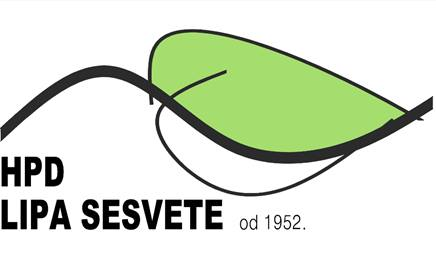 HPD
LIPA SESVETE od 1952.